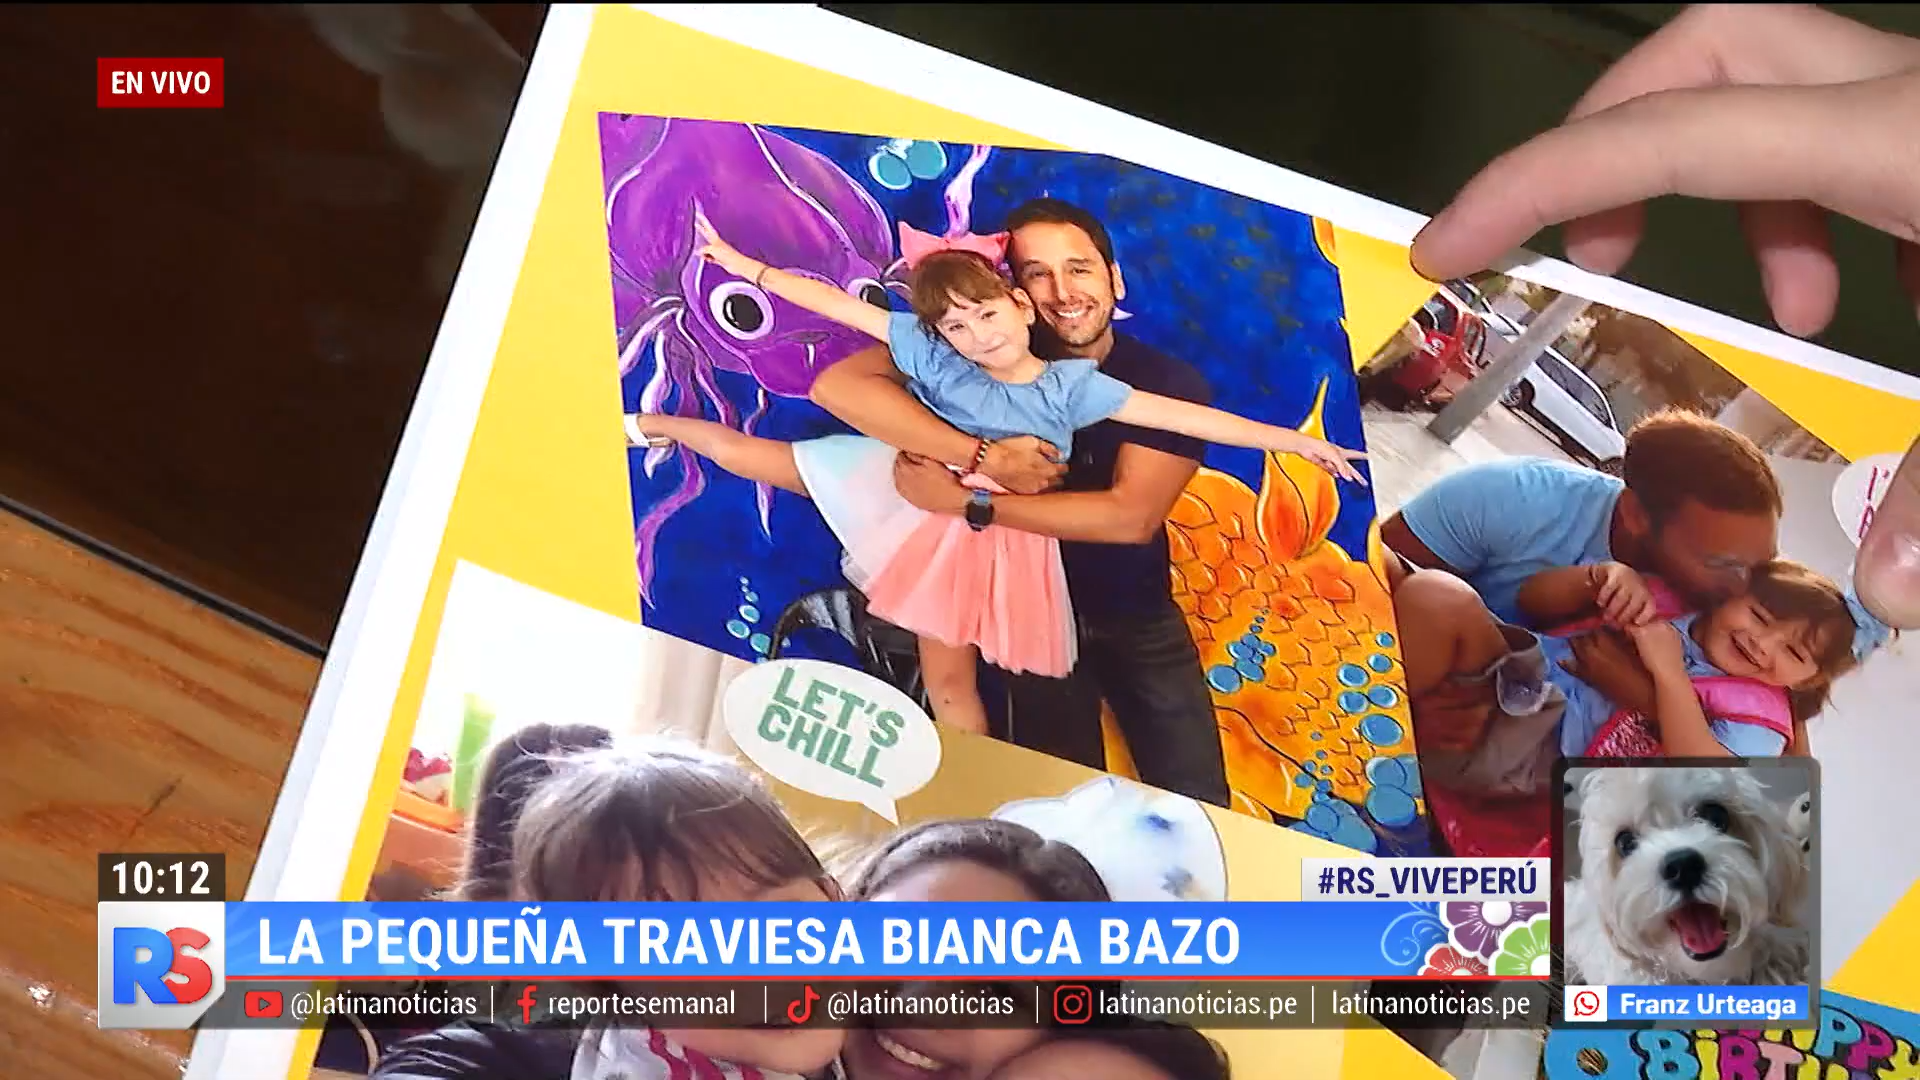 EN VIVO
LET'S
CHILL
#RS_VIVEPERÚ
10:12
RS
LA PEQUEÑA TRAVIESA BIANCA BAZO
@latinanoticias | reportesemanal | @latinanoticias | latinanoticias.pe | latinanoticias.pe
Franz Urteaga